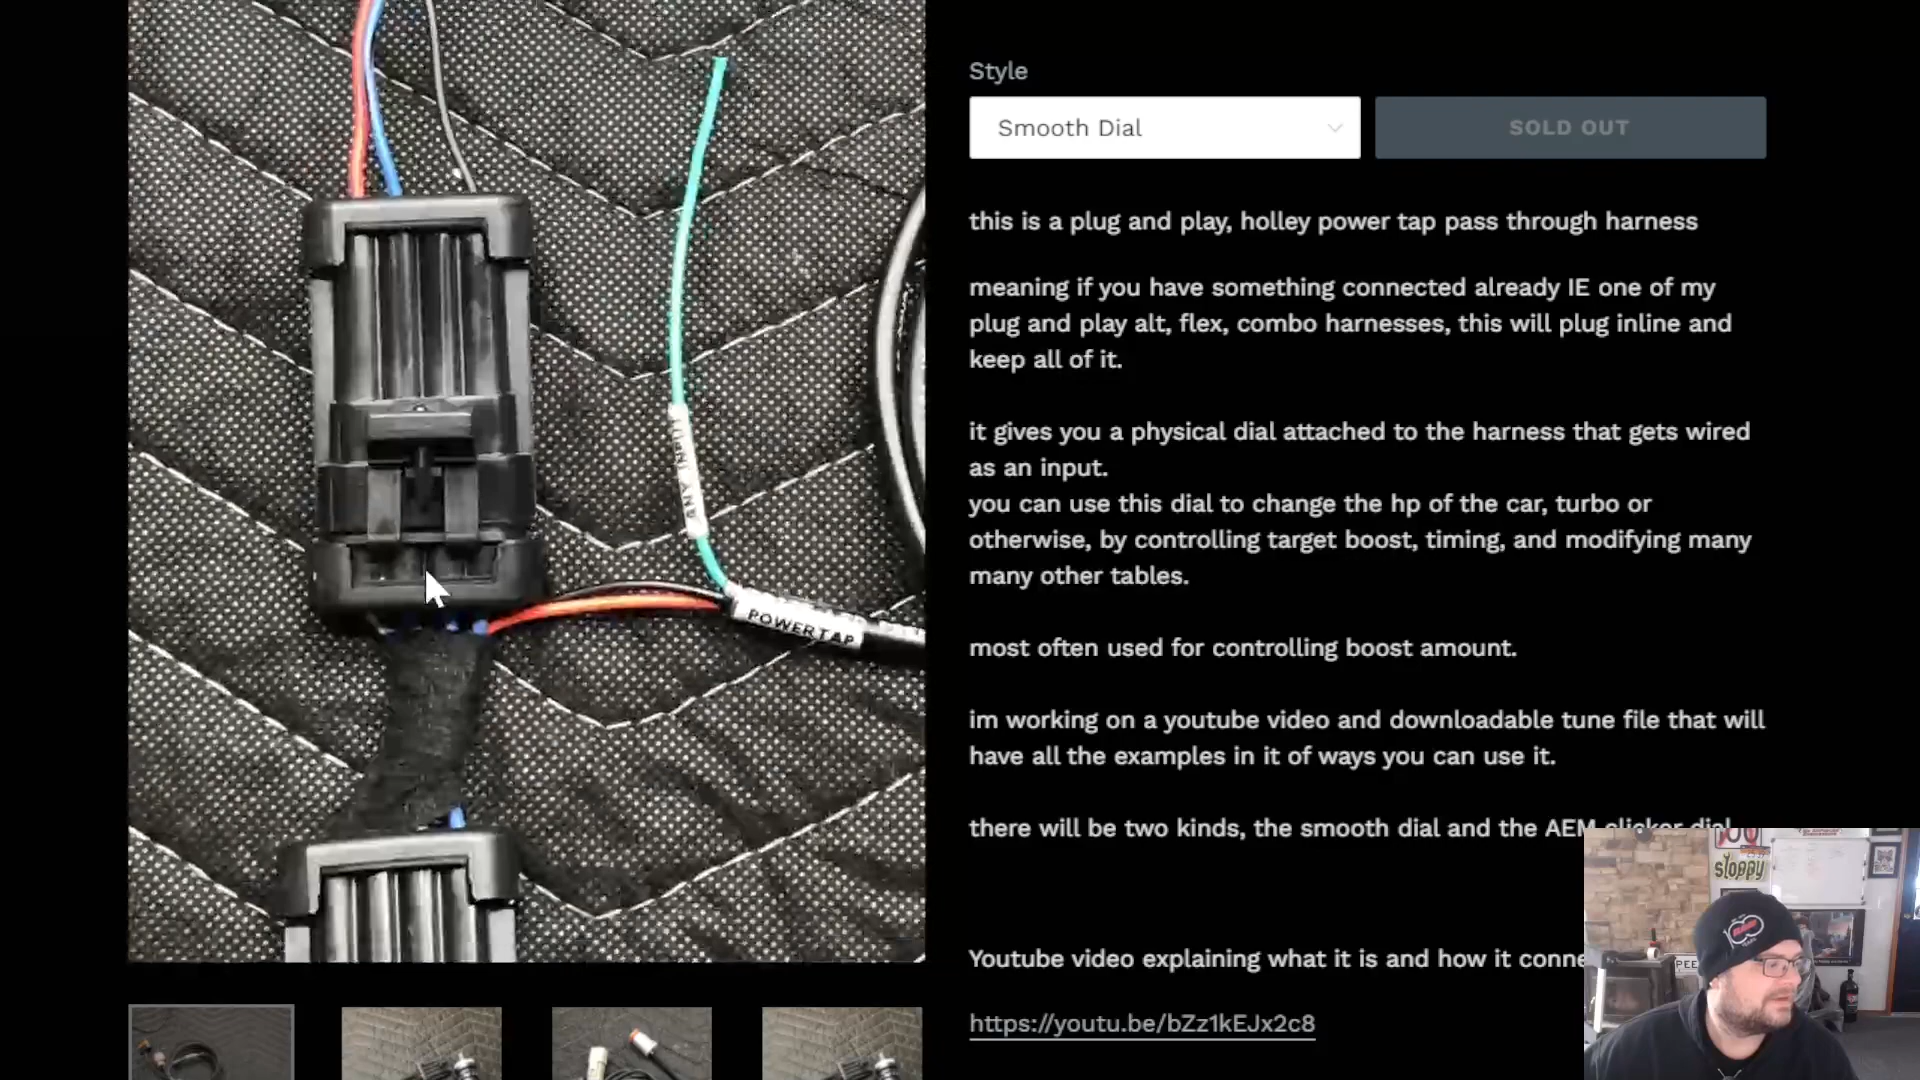 Style
Smooth Dial
SOLD OUT
this is a plug and play, holley power tap pass through harness
meaning if you have something connected already IE one of my
plug and play alt, flex, combo harnesses, this will plug inline and
keep all of it.
it gives you a physical dial attached to the harness that gets wired
as an input.
you can use this dial to change the hp of the car, turbo or
otherwise, by controlling target boost, timing, and modifying many
many other tables.
most often used for controlling boost amount.
im working on a youtube video and downloadable tune file that will
have all the examples in it of ways you can use it.
there will be two kinds, the smooth dial and the AEM clicker dial
Youtube video explaining what it is and how it conne
https://youtu.be/bZz1kEJx2c8
ANY INPUT
POWERTAP
sloppy